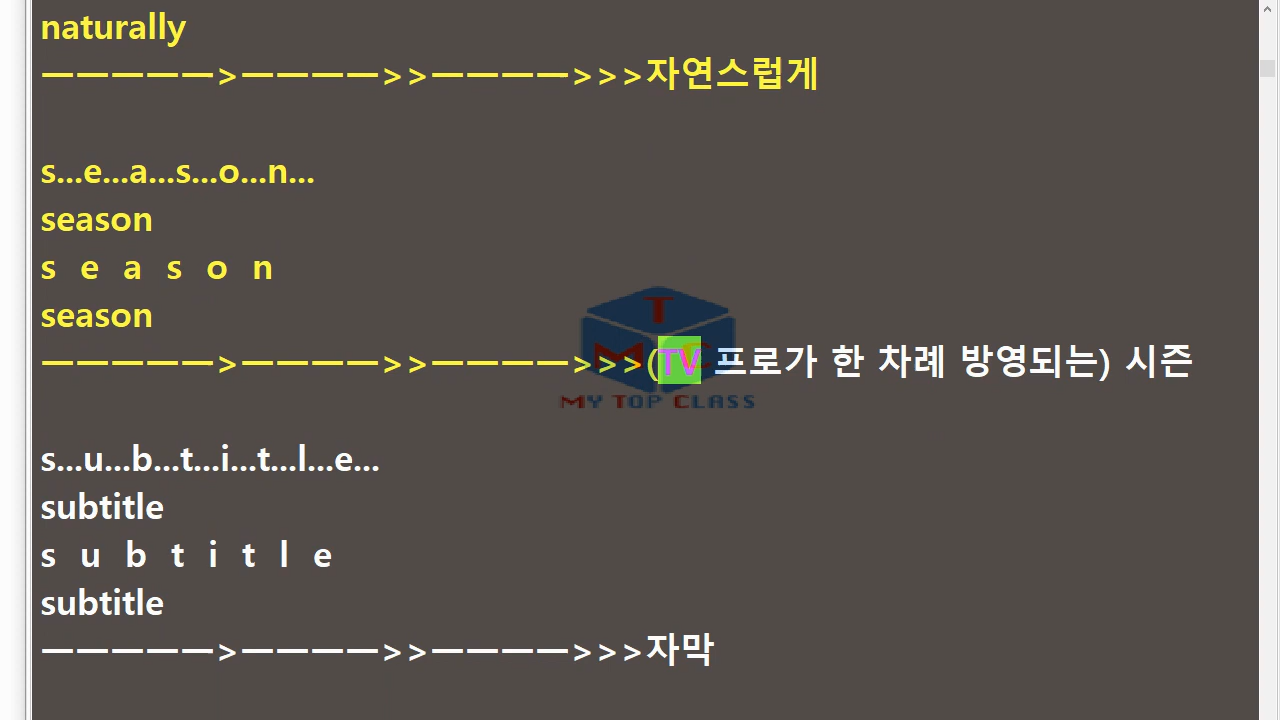 naturally
—————>————>>————>>>자연스럽게
s...e...a...s...o...n...
season
s e a s o n
season
—————>————>>————>>>(TV 프로가 한 차례 방영되는) 시즌
T
M C
MY TOP CLASS
s...u...b...t...i...t...l...e...
subtitle
s u b t i t l e
subtitle
—————>————>>————>>>자막